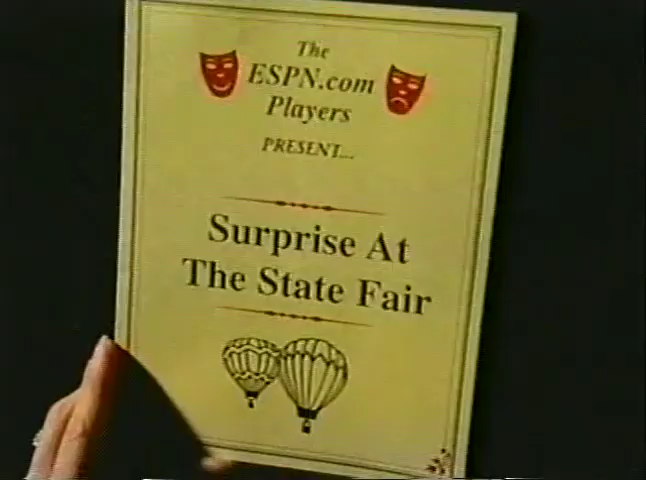 The
ESPN.com
Players
PRESENT...
Surprise At
The State Fair